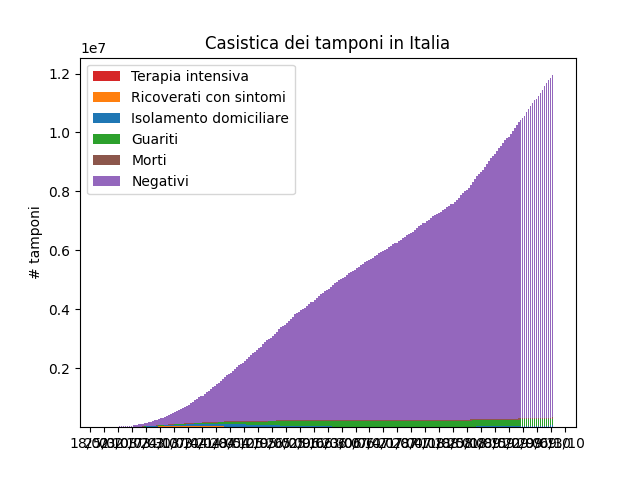 Casistica dei tamponi in Italia
1e7
1.2
1.0
0.8
0.6
0.4
0.2
# tamponi
Terapia intensiva
Ricoverati con sintomi
Isolamento domiciliare
Guariti
Morti
Negativi